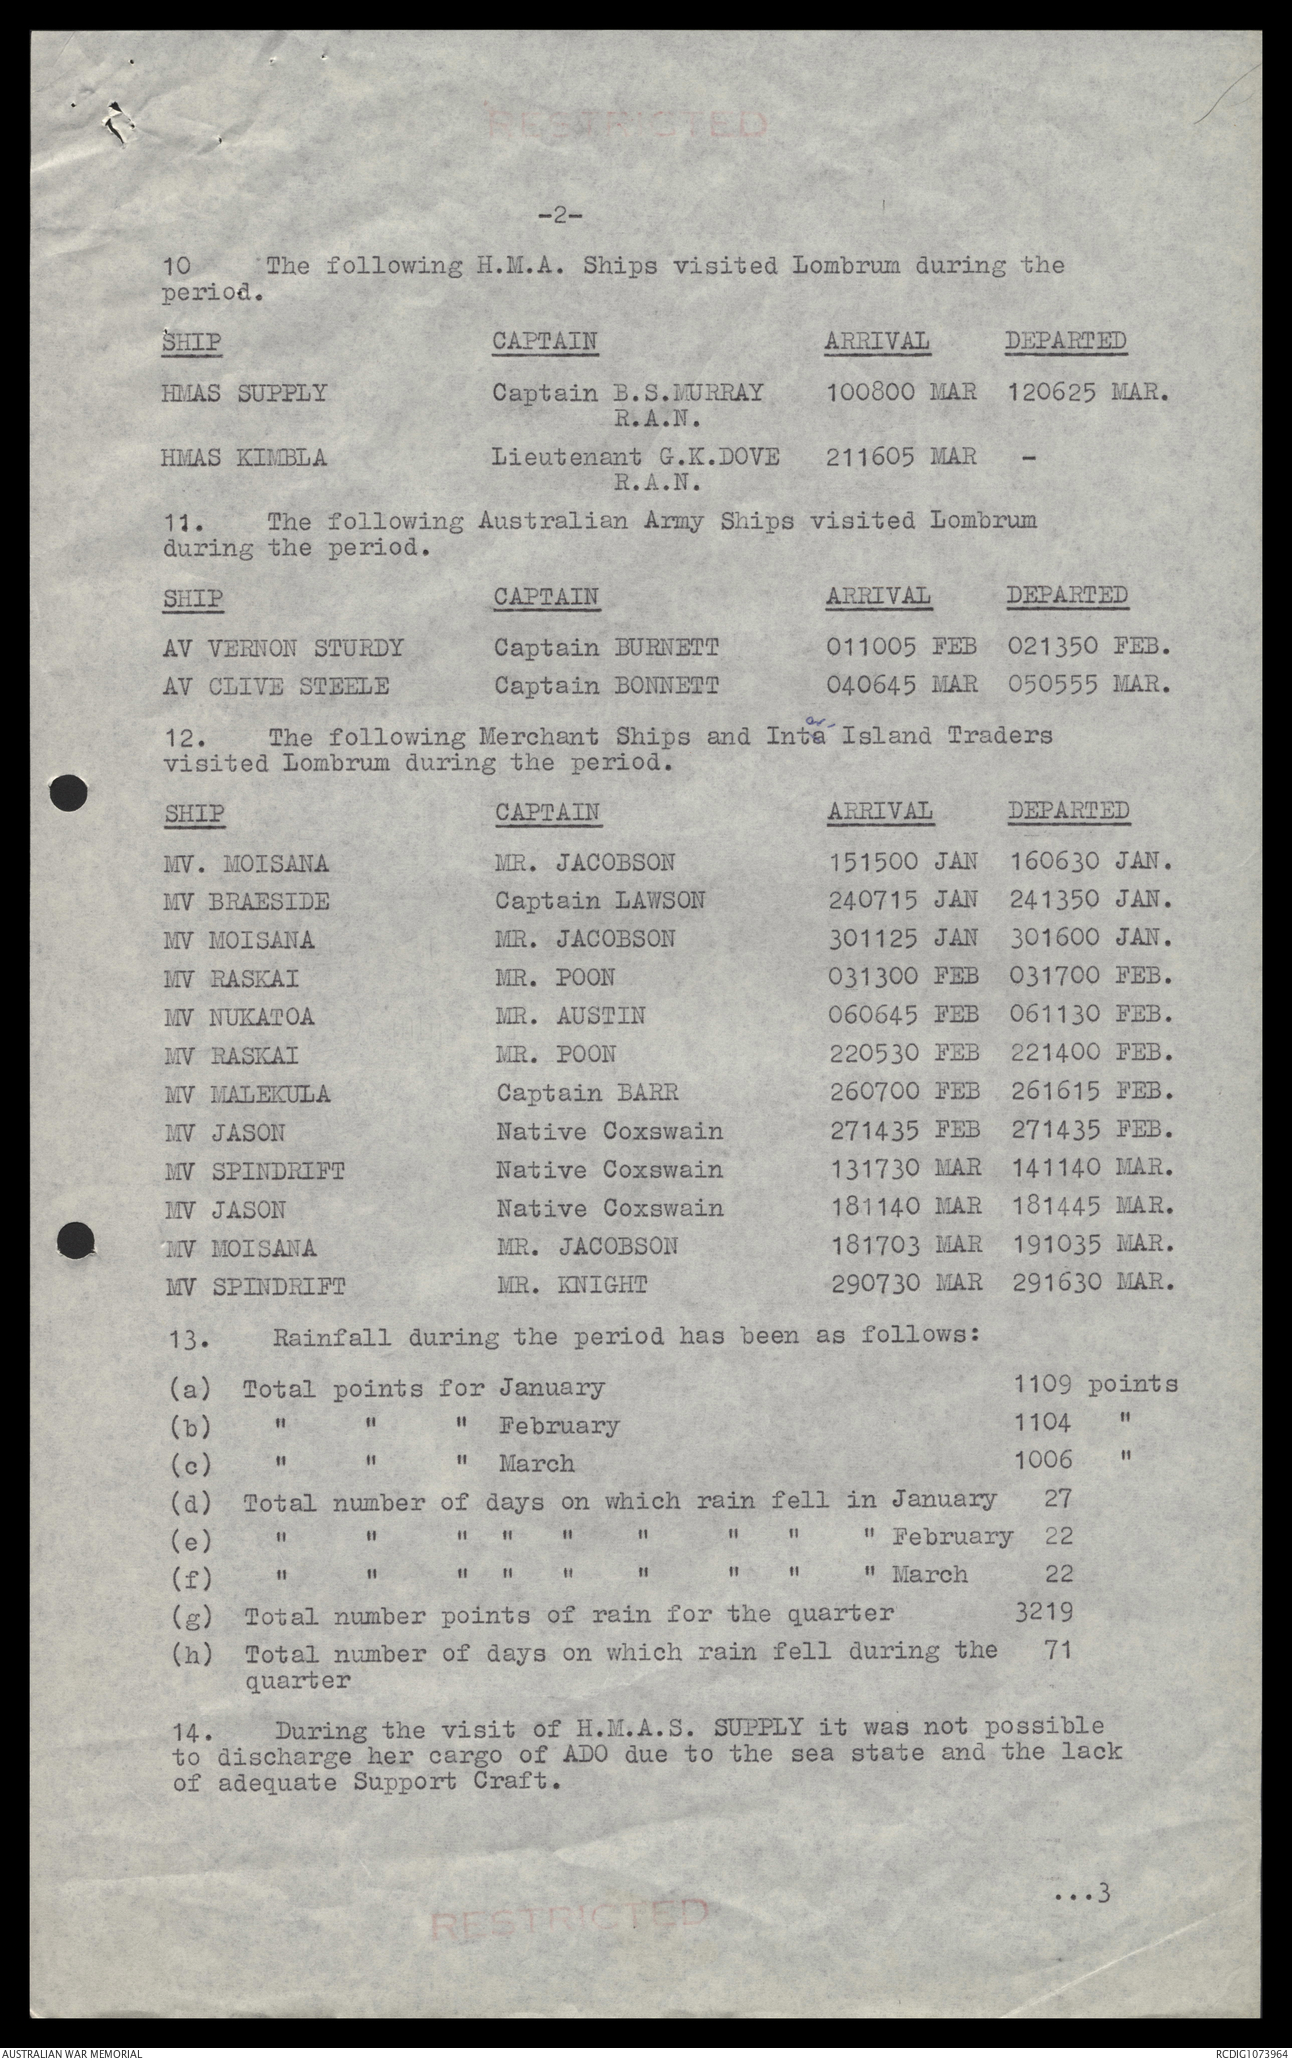 RESTRICTED
-2-
10 The following H.M.A. Ships visited Lombrum during the
period.
SHIP CAPTAIN ARRIVAL DEPARTED
HMAS SUPPLY Captain B.S.MURRAY 100800 MAR 120625 MAR.
R.A.N.
HMAS KIMBLA Lieutenant G.K.DOVE 211605 MAR -
R.A.N.
11. The following Australian Army Ships visited Lombrum
during the period.
SHIP CAPTAIN ARRIVAL DEPARTED
AV VERNON STURDY Captain BURNETT 011005 FEB 021350 FEB.
AV CLIVE STEELE Captain BONNETT 040645 MAR 050555 MAR.
12. The following Merchant Ships and Inta Island Traders
visited Lombrum during the period.
SHIP CAPTAIN ARRIVAL DEPARTED
MV. MOISANA MR. JACOBSON 151500 JAN 160630 JAN.
MV BRAESIDE Captain LAWSON 240715 JAN 241350 JAN.
MV MOISANA MR. JACOBSON 301125 JAN 301600 JAN.
MV RASKAI MR. POON 031300 FEB 031700 FEB.
MV NUKATOA MR. AUSTIN 060645 FEB 061130 FEB.
MV RASKAI MR. POON 220530 FEB 221400 FEB.
MV MALEKULA Captain BARR 260700 FEB 261615 FEB.
MV JASON Native Coxswain 271435 FEB 271435 FEB.
MV SPINDRIFT Native Coxswain 131730 MAR 141140 MAR.
MV JASON Native Coxswain 181140 MAR 181445 MAR.
MV MOISANA MR. JACOBSON 181703 MAR 191035 MAR.
MV SPINDRIFT MR. KNIGHT 290730 MAR 291630 MAR.
13. Rainfall during the period has been as follows:
(a) Total points for January 1109 points
(b) " " " February 1104 "
(c) " " " March 1006 "
(d) Total number of days on which rain fell in January 27
(e) " " " " " " " " " February 22
(f) " " " " " " " " " March 22
(g) Total number points of rain for the quarter 3219
(h) Total number of days on which rain fell during the 71
quarter
14. During the visit of H.M.A.S. SUPPLY it was not possible
to discharge her cargo of ADO due to the sea state and the lack
of adequate Support Craft.
...3
RESTRICTED
AUSTRALIAN WAR MEMORIAL RCDIG1073964